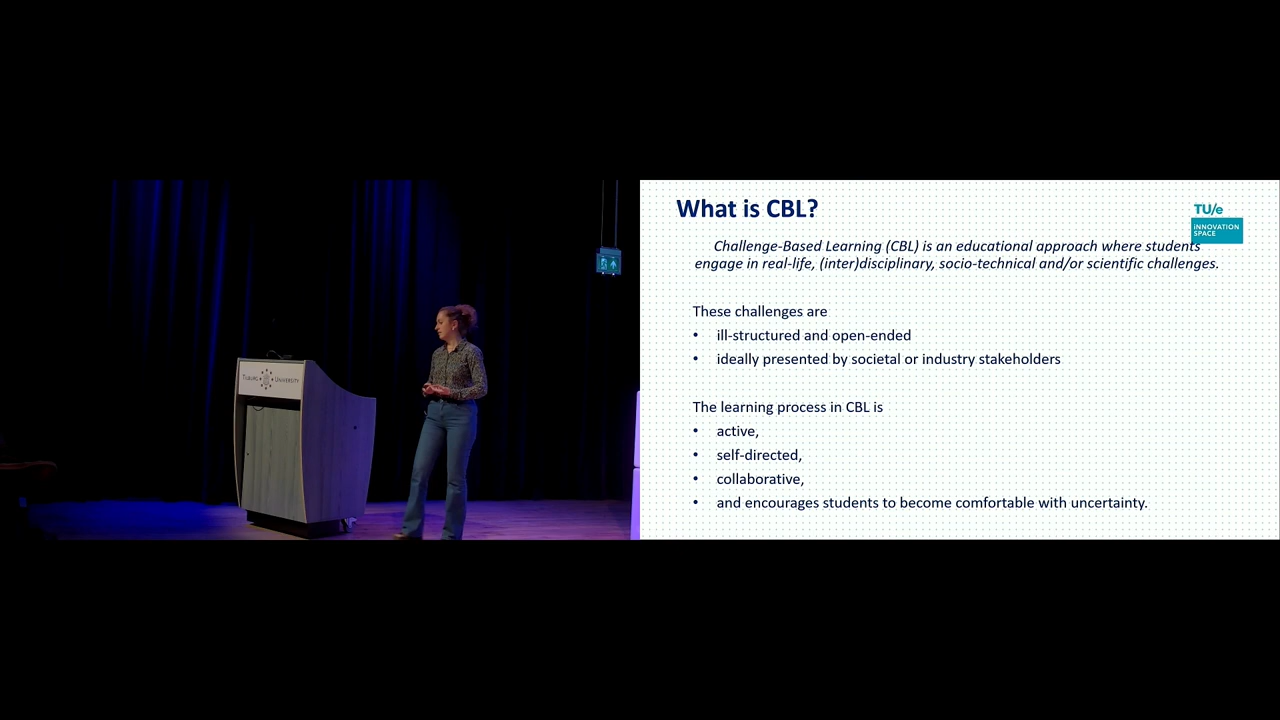 TILBURG UNIVERSITY
What is CBL?
TU/e
INNOVATION
SPACE
Challenge-Based Learning (CBL) is an educational approach where students
engage in real-life, (inter)disciplinary, socio-technical and/or scientific challenges.
These challenges are
• ill-structured and open-ended
• ideally presented by societal or industry stakeholders
The learning process in CBL is
• active,
• self-directed,
• collaborative,
• and encourages students to become comfortable with uncertainty.